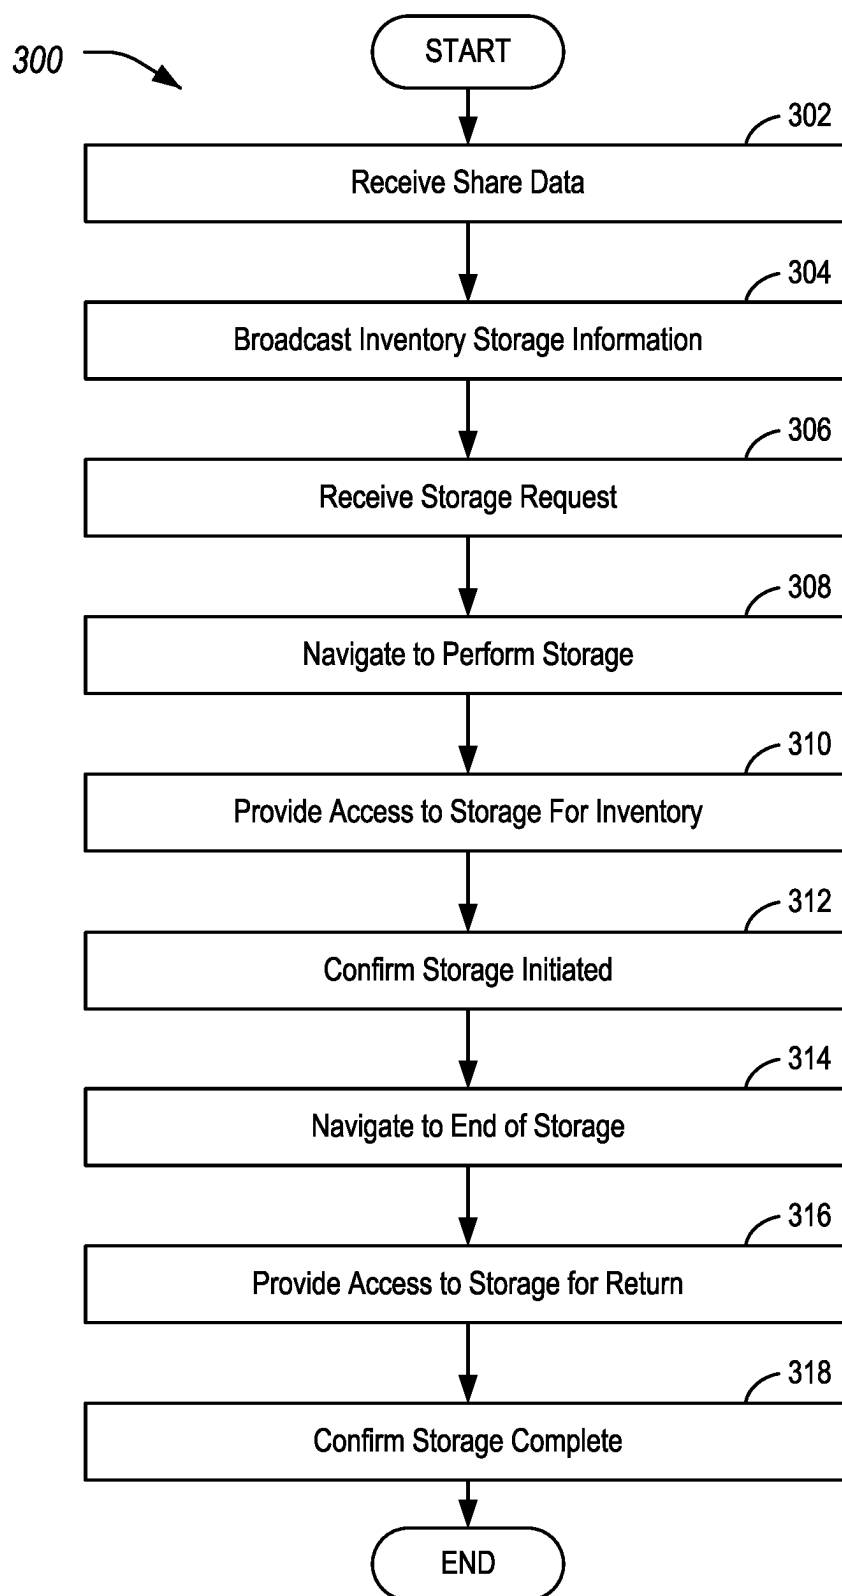 START
300
302
Receive Share Data
304
Broadcast Inventory Storage Information
306
Receive Storage Request
308
Navigate to Perform Storage
310
Provide Access to Storage For Inventory
312
Confirm Storage Initiated
314
Navigate to End of Storage
316
Provide Access to Storage for Return
318
Confirm Storage Complete
END